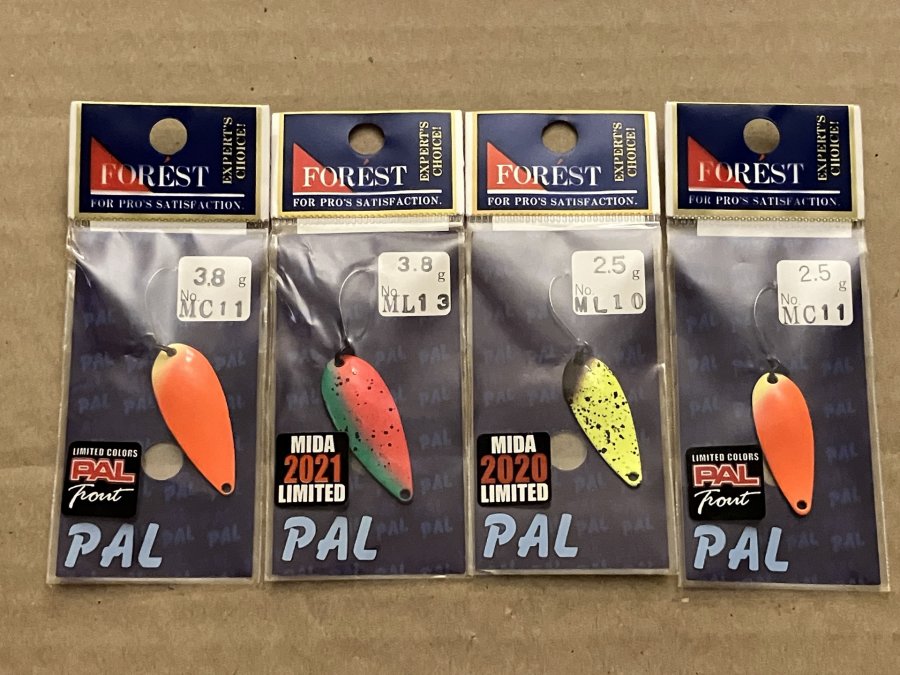 FORÉST
EXPERT'S
CHOICE!
FOR PRO'S SATISFACTION.
3.8 g
No.
MC11
LIMITED COLORS
PAL
Trout
PAL
FORÉST
EXPERT'S
CHOICE!
FOR PRO'S SATISFACTION.
3.8 g
No.
ML13
MIDA
2021
LIMITED
PAL
FORÉST
EXPERT'S
CHOICE!
FOR PRO'S SATISFACTION.
2.5 g
No.
ML10
MIDA
2020
LIMITED
PAL
FORÉST
EXPERT'S
CHOICE!
FOR PRO'S SATISFACTION.
2.5 g
No.
MC11
LIMITED COLORS
PAL
Trout
PAL